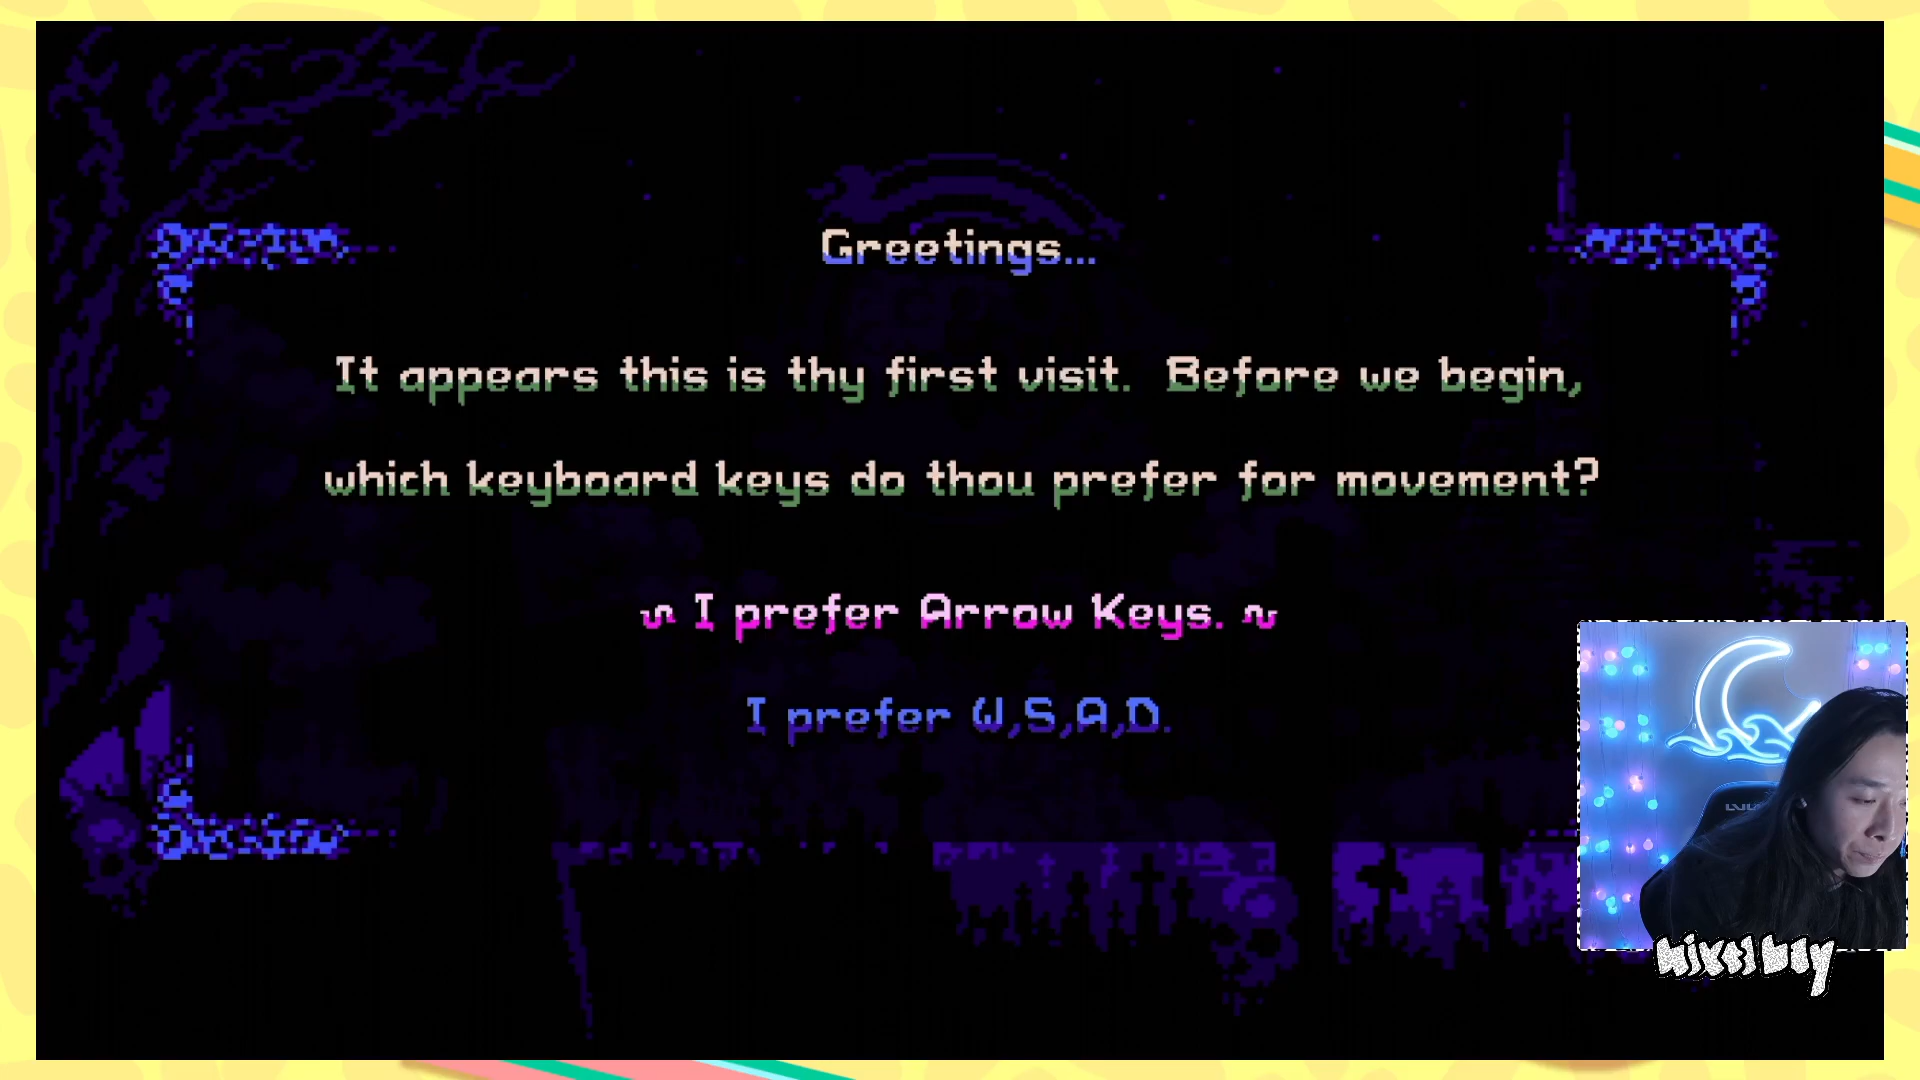 Greetings...
It appears this is thy first visit. Before we begin,
which keyboard keys do thou prefer for movement?
~ I prefer Arrow Keys. ~
I prefer W,S,A,D.